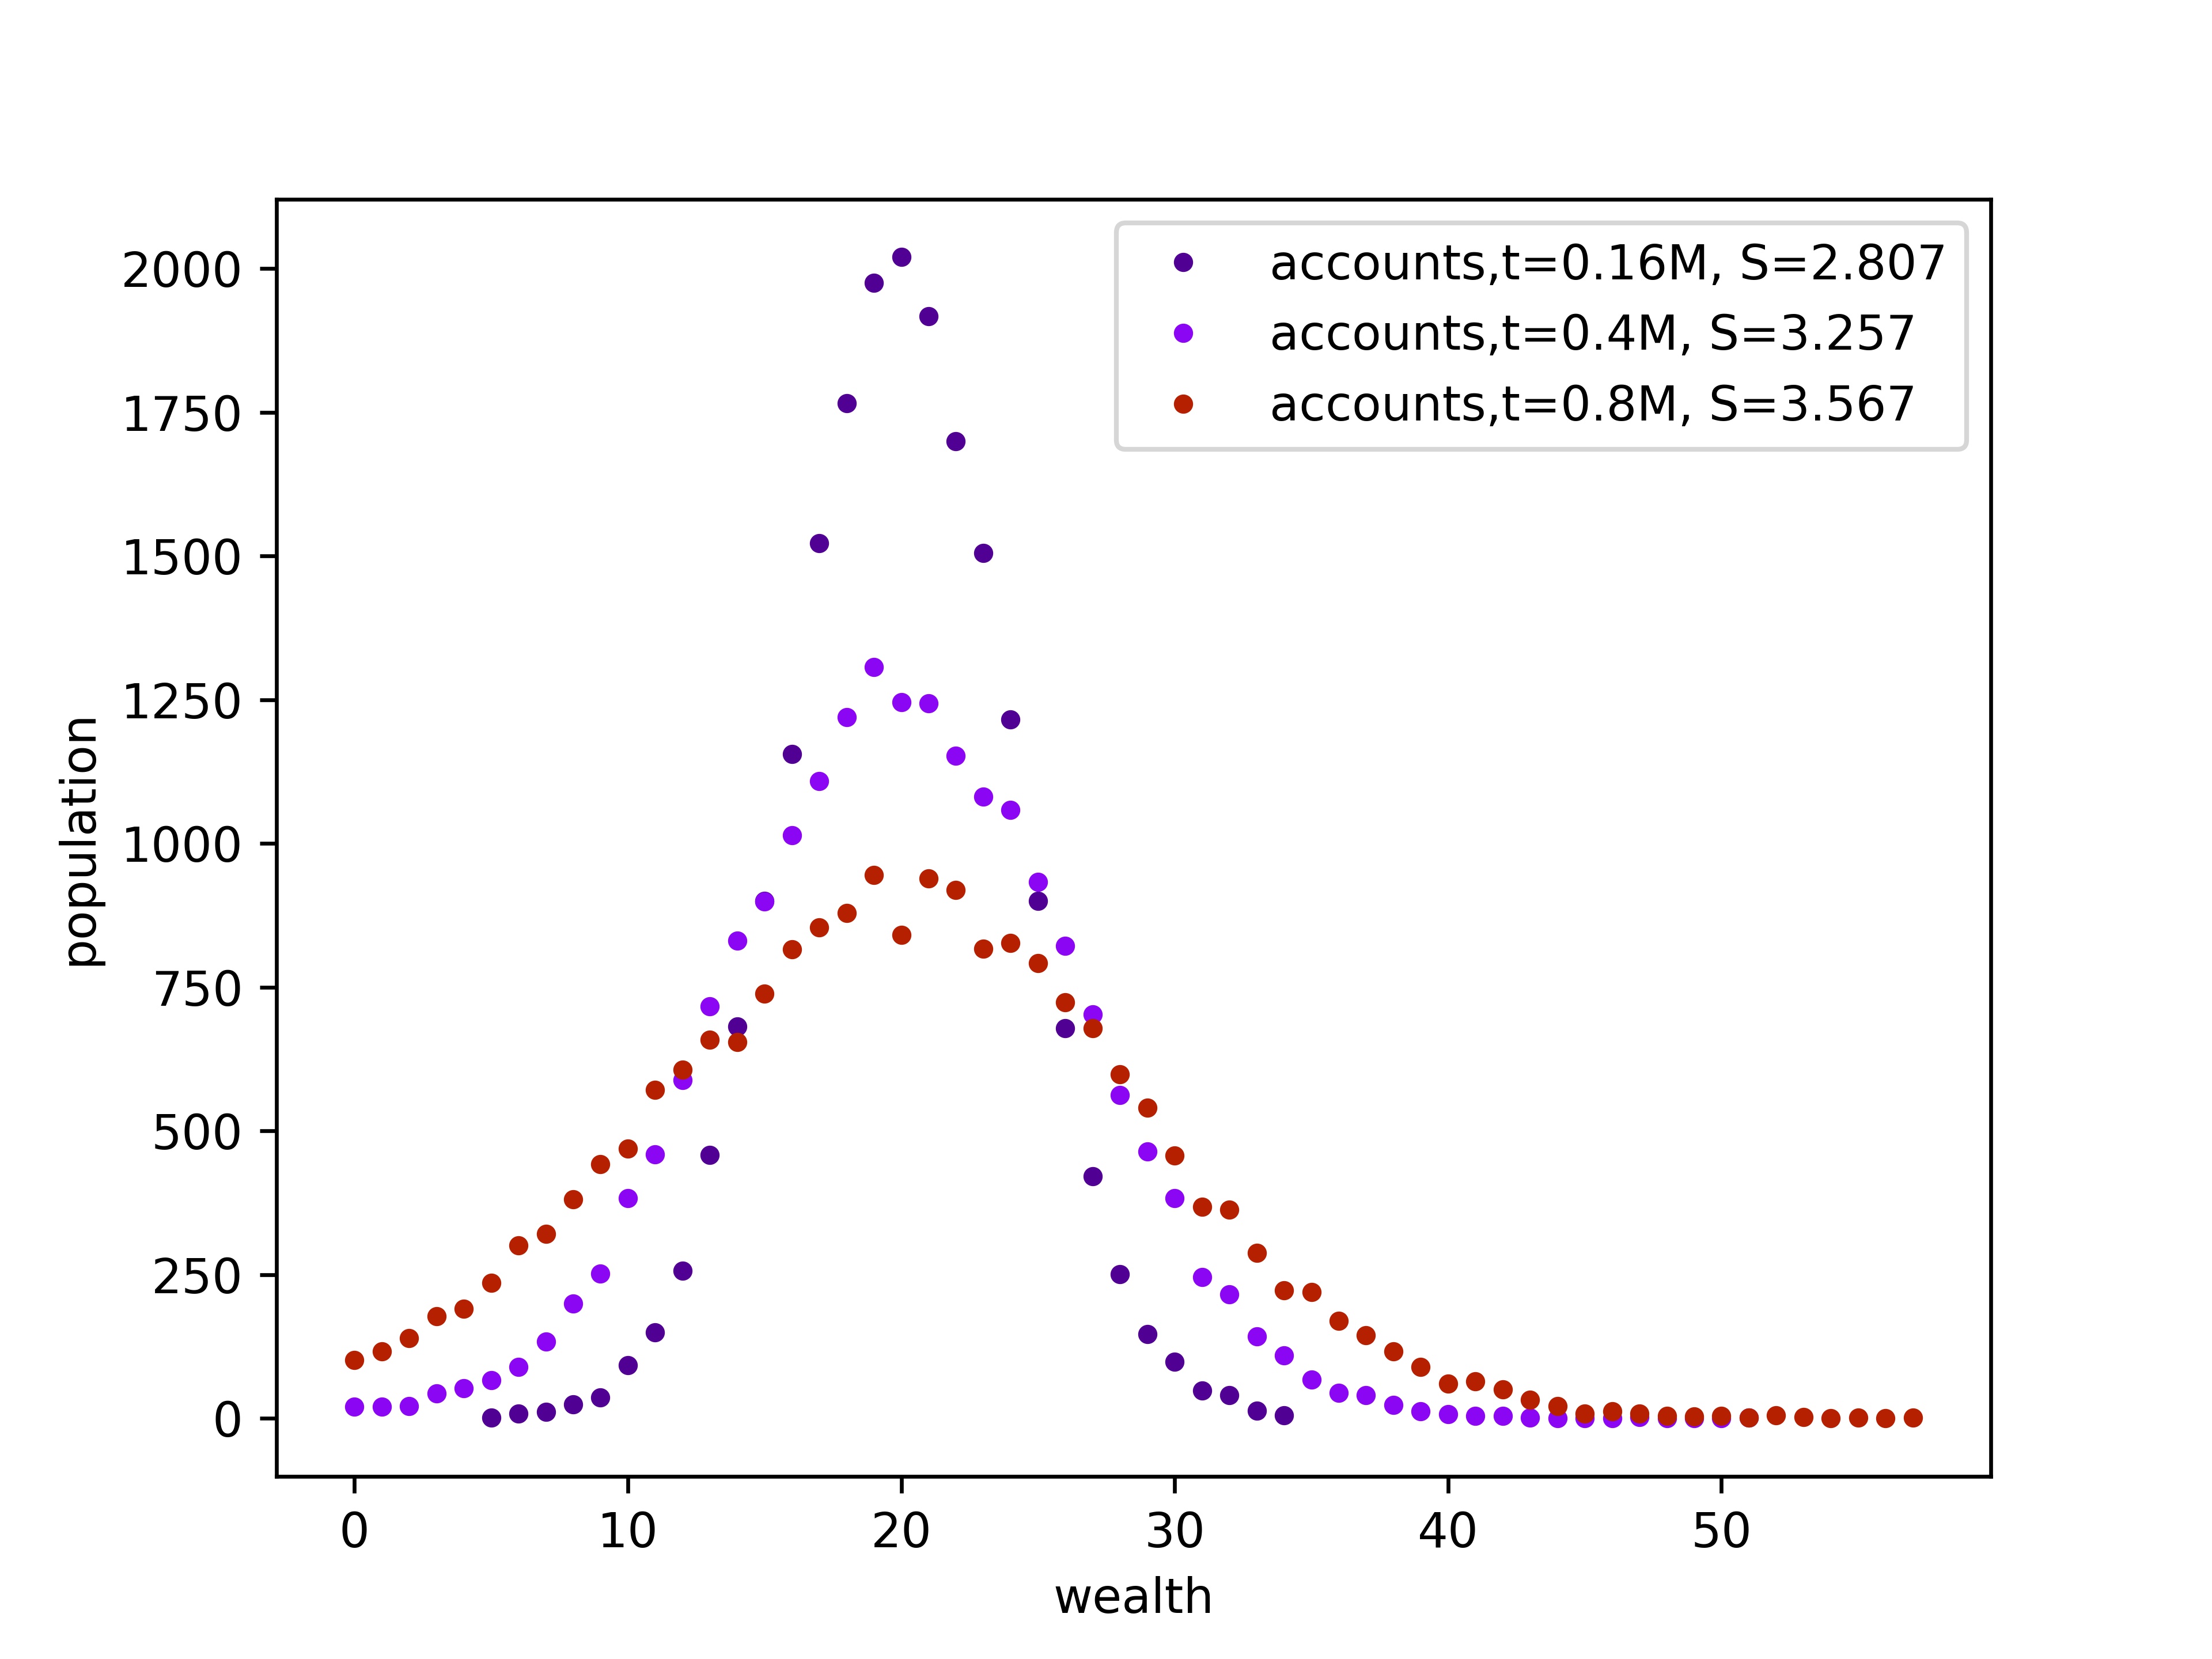 accounts,t=0.16M, S=2.807
accounts,t=0.4M, S=3.257
accounts,t=0.8M, S=3.567
2000
1750
1500
1250
1000
750
500
250
0
population
0 10 20 30 40 50
wealth